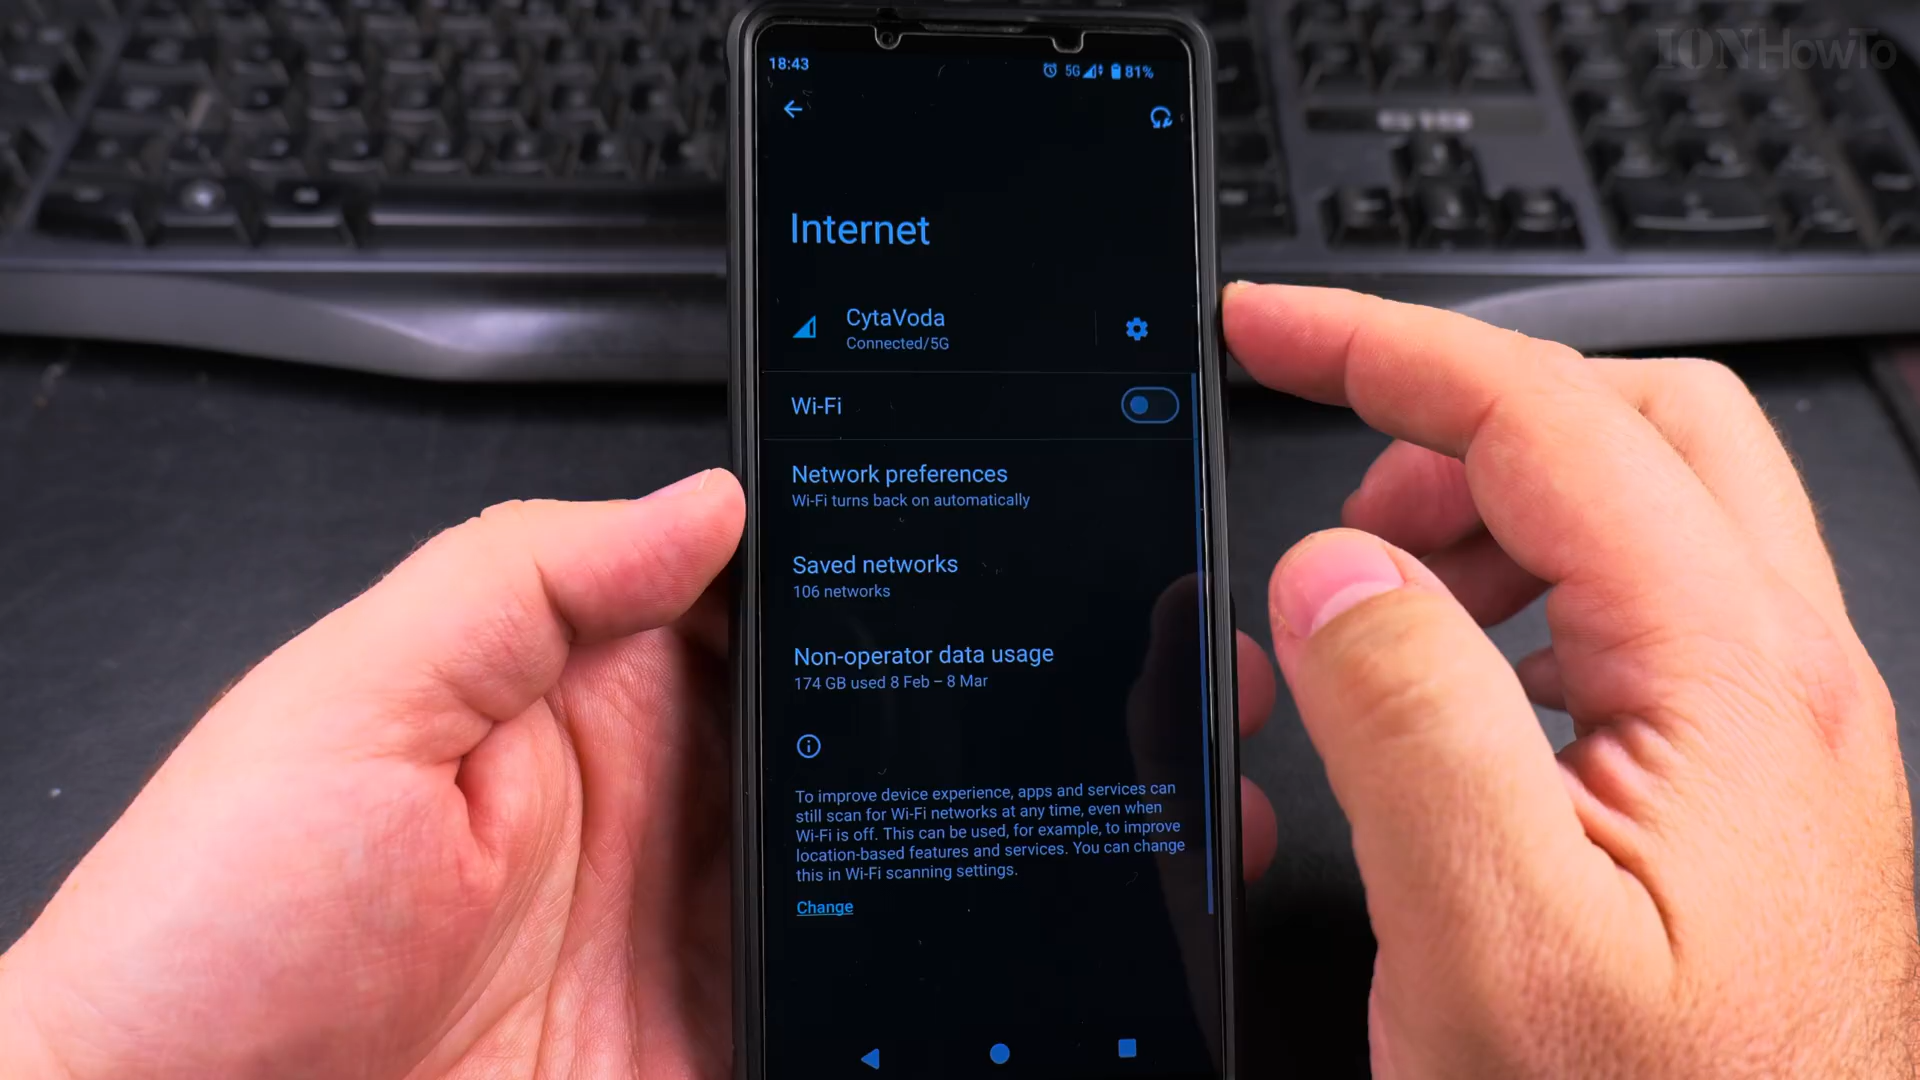 IONHowTo
G19
18:43
5G 81%
Internet
CytaVoda
Connected/5G
Wi-Fi
Network preferences
Wi-Fi turns back on automatically
Saved networks
106 networks
Non-operator data usage
174 GB used 8 Feb – 8 Mar
To improve device experience, apps and services can
still scan for Wi-Fi networks at any time, even when
Wi-Fi is off. This can be used, for example, to improve
location-based features and services. You can change
this in Wi-Fi scanning settings.
Change